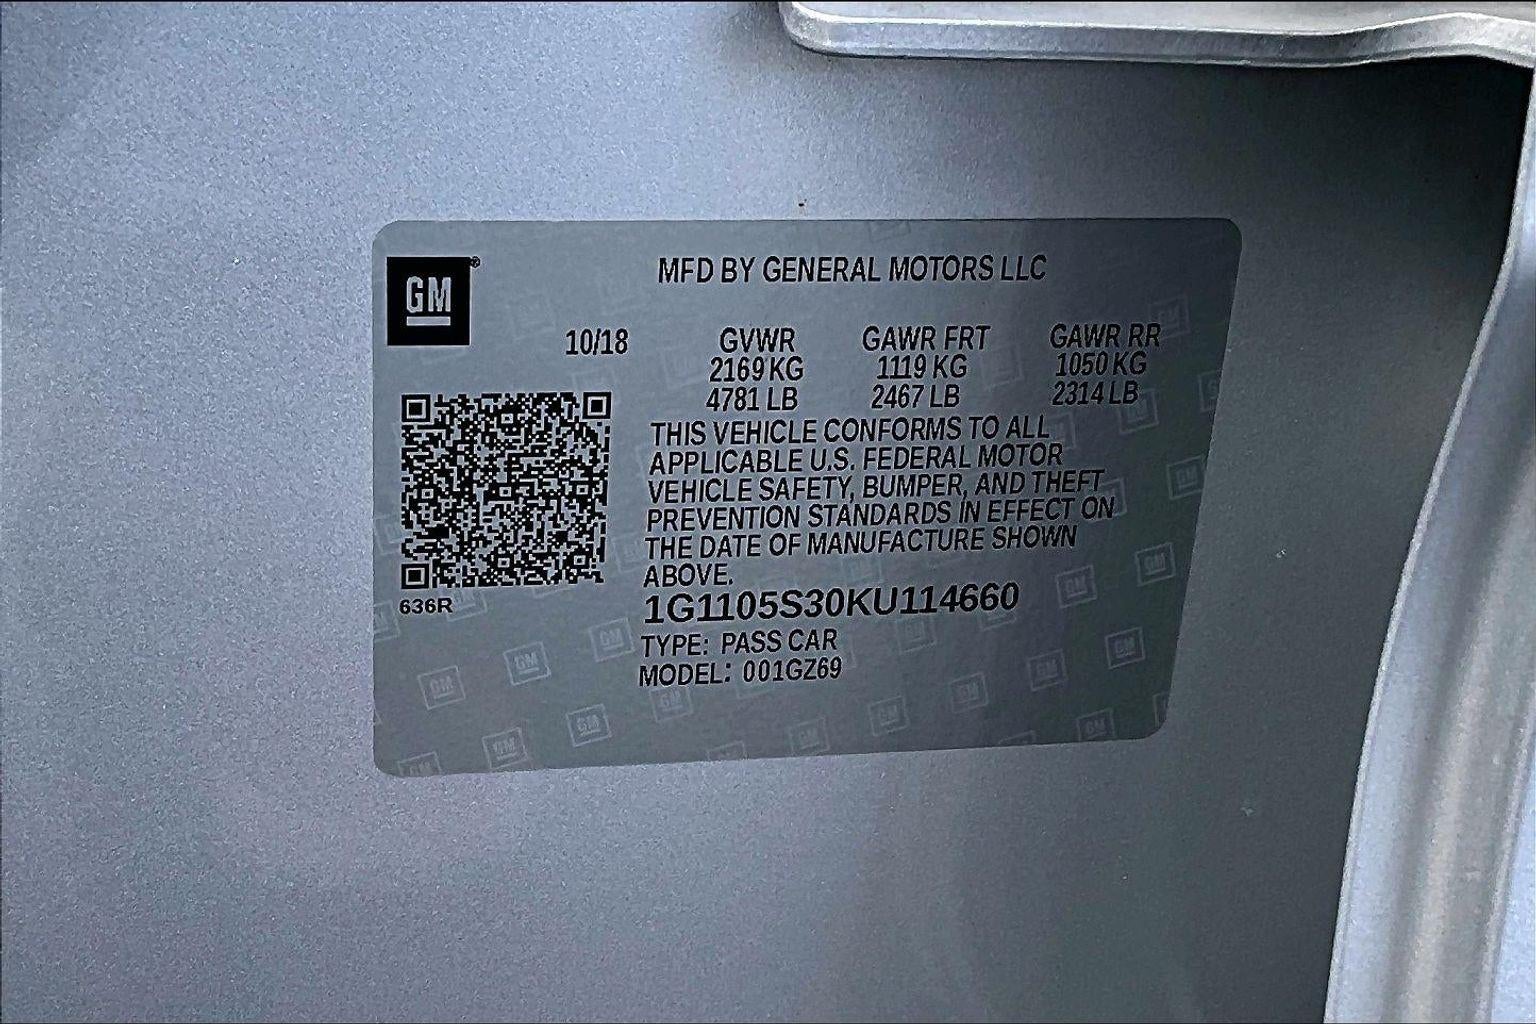 GM
MFD BY GENERAL MOTORS LLC
10/18 GVWR GAWR FRT GAWR RR
2169 KG 1119 KG 1050 KG
4781 LB 2467 LB 2314 LB
THIS VEHICLE CONFORMS TO ALL
APPLICABLE U.S. FEDERAL MOTOR
VEHICLE SAFETY, BUMPER, AND THEFT
PREVENTION STANDARDS IN EFFECT ON
THE DATE OF MANUFACTURE SHOWN
ABOVE.
636R
1G1105S30KU114660
TYPE: PASS CAR
MODEL: 001GZ69